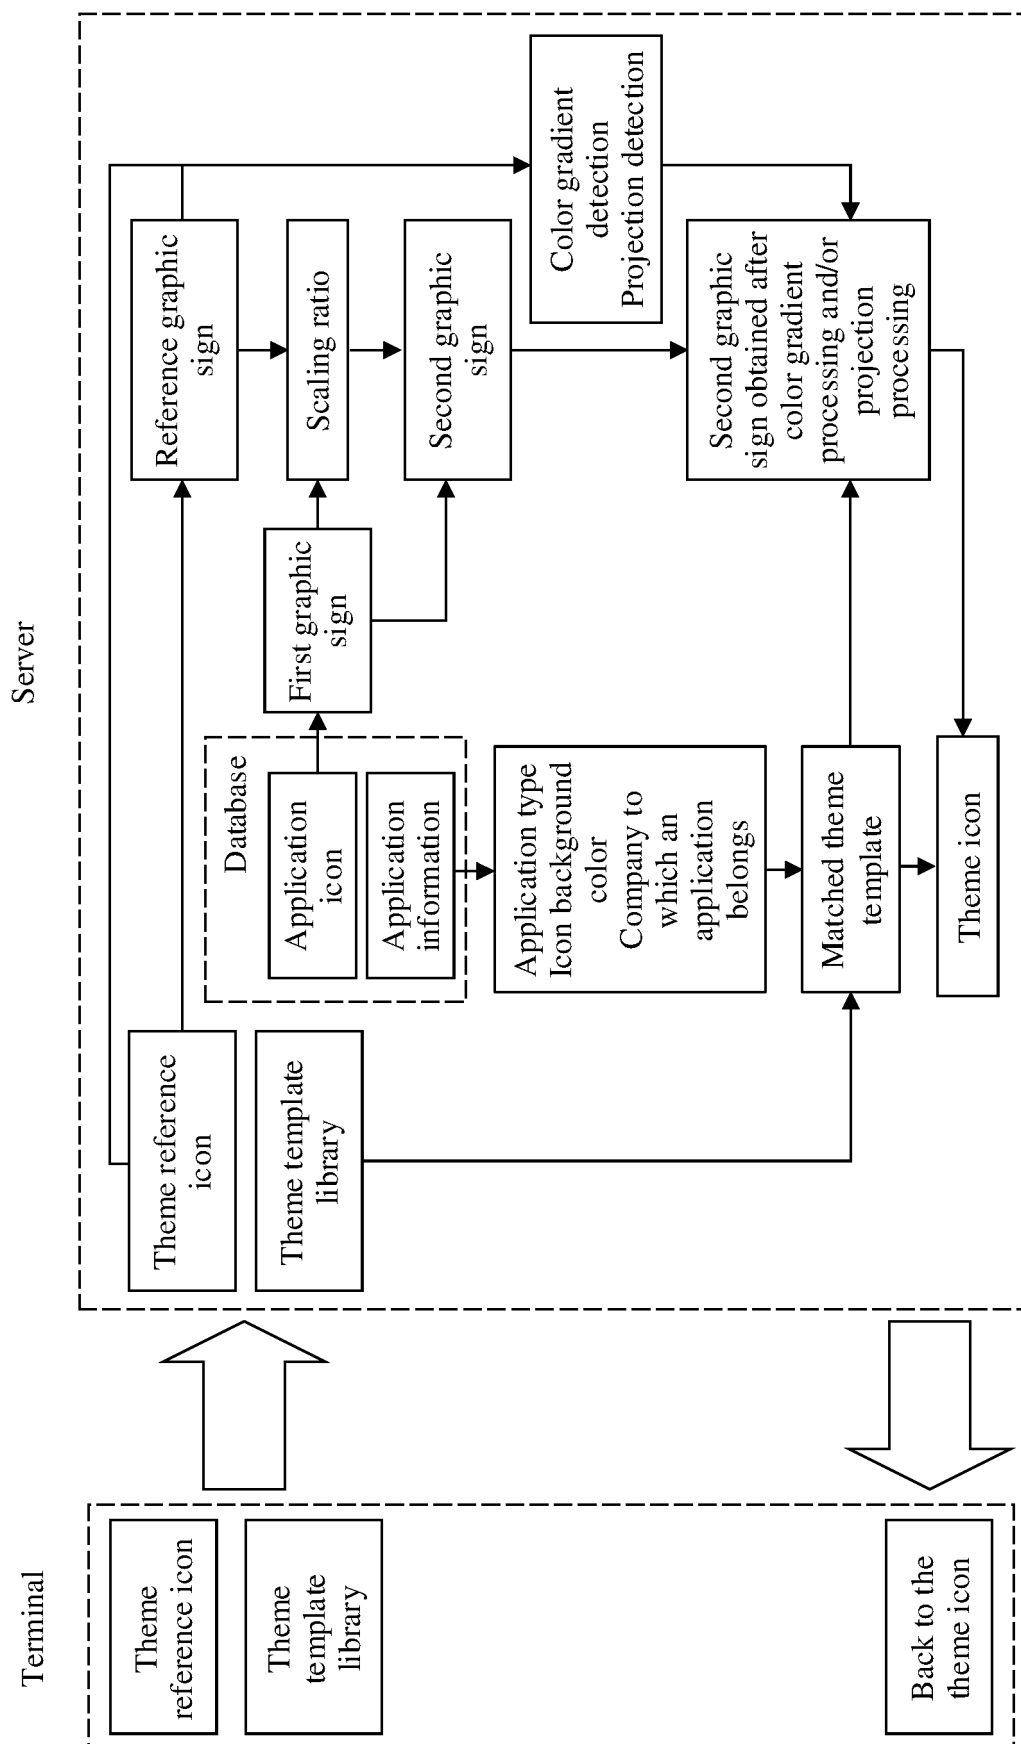 Terminal
Server
Theme
reference icon
Theme
template
library
Back to the
theme icon
Theme reference
icon
Theme template
library
Database
Application
icon
Application
information
Application type
Icon background
color
Company to
which an
application
belongs
Matched theme
template
Theme icon
First graphic
sign
Reference graphic
sign
Scaling ratio
Second graphic
sign
Second graphic
sign obtained after
color gradient
processing and/or
projection
processing
Color gradient
detection
Projection detection